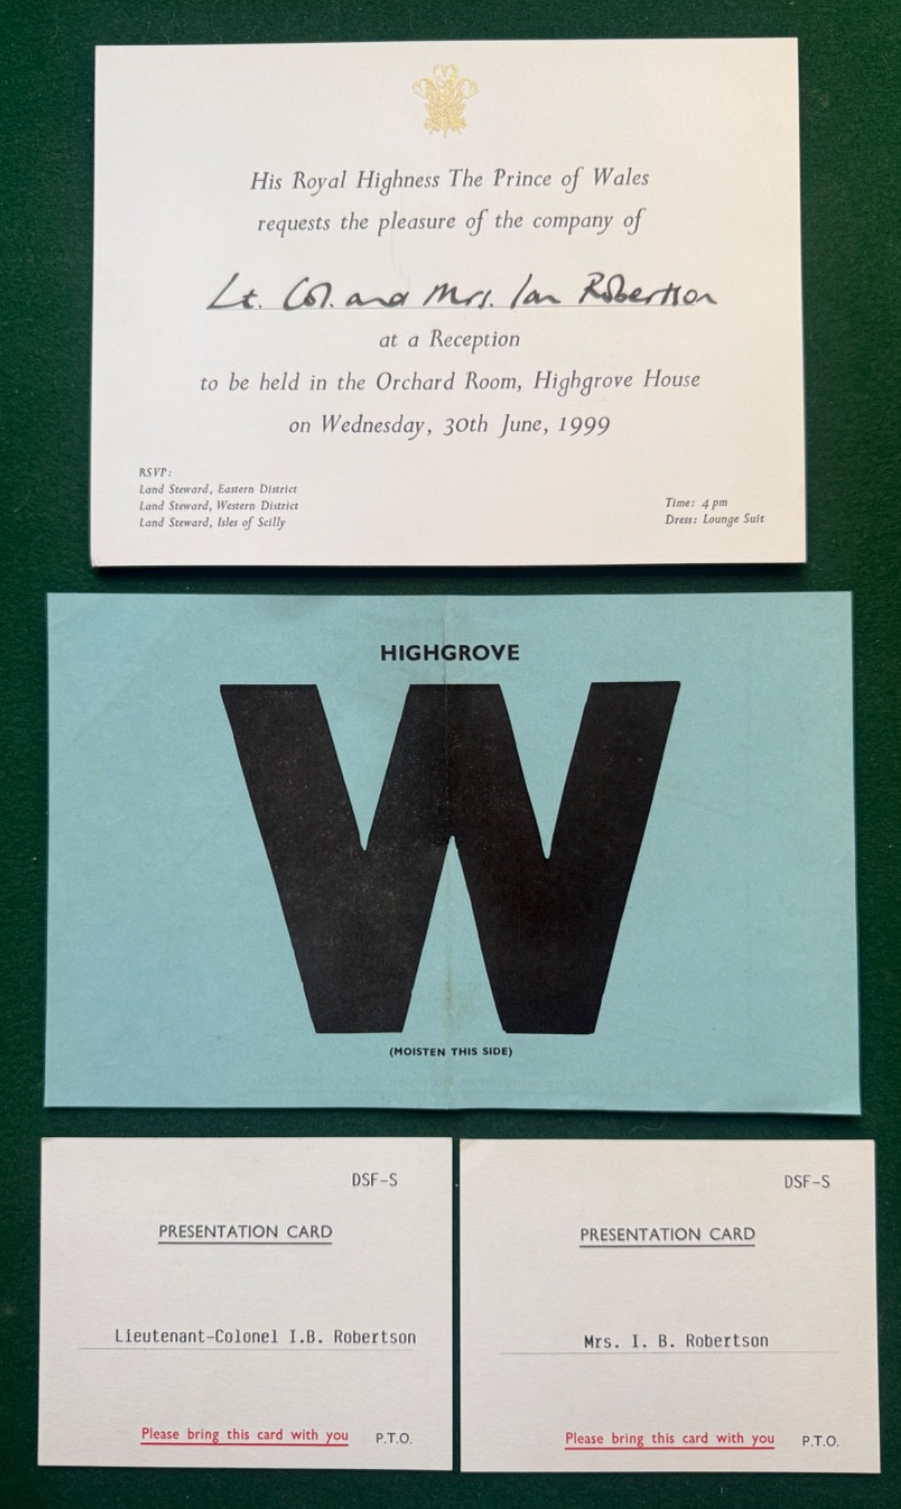 His Royal Highness The Prince of Wales
requests the pleasure of the company of
Lt. Col. and Mrs. Ian Robertson
at a Reception
to be held in the Orchard Room, Highgrove House
on Wednesday, 30th June, 1999
RSVP:
Land Steward, Eastern District
Land Steward, Western District
Land Steward, Isles of Scilly
Time: 4 pm
Dress: Lounge Suit
HIGHGROVE
W
(MOISTEN THIS SIDE)
DSF-S
PRESENTATION CARD
Lieutenant-Colonel I.B. Robertson
Please bring this card with you P.T.O.
DSF-S
PRESENTATION CARD
Mrs. I. B. Robertson
Please bring this card with you P.T.O.